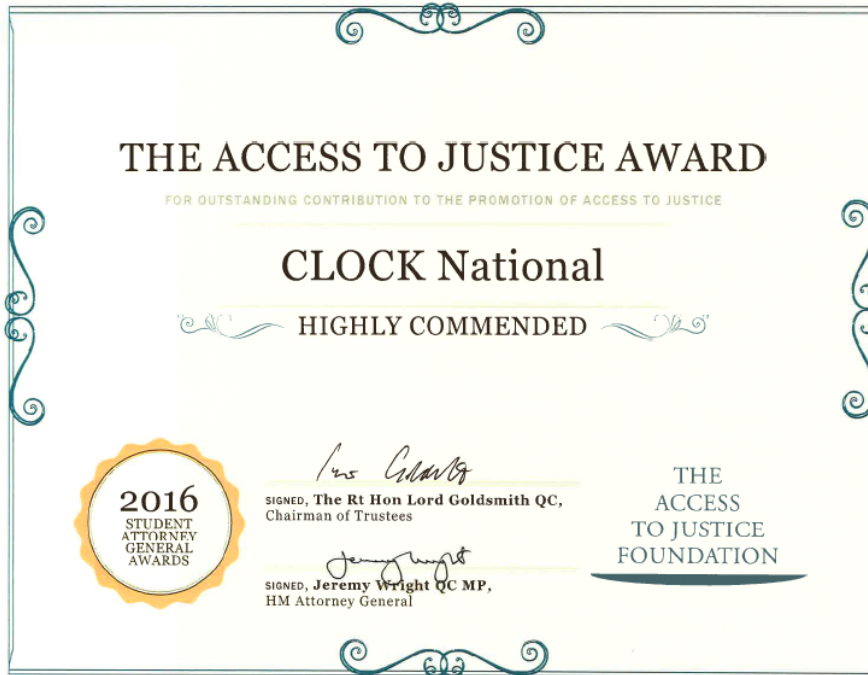 THE ACCESS TO JUSTICE AWARD
FOR OUTSTANDING CONTRIBUTION TO THE PROMOTION OF ACCESS TO JUSTICE
CLOCK National
HIGHLY COMMENDED
2016
STUDENT
ATTORNEY
GENERAL
AWARDS
SIGNED, The Rt Hon Lord Goldsmith QC,
Chairman of Trustees
Jeremy Wright
SIGNED, Jeremy Wright QC MP,
HM Attorney General
THE
ACCESS
TO JUSTICE
FOUNDATION